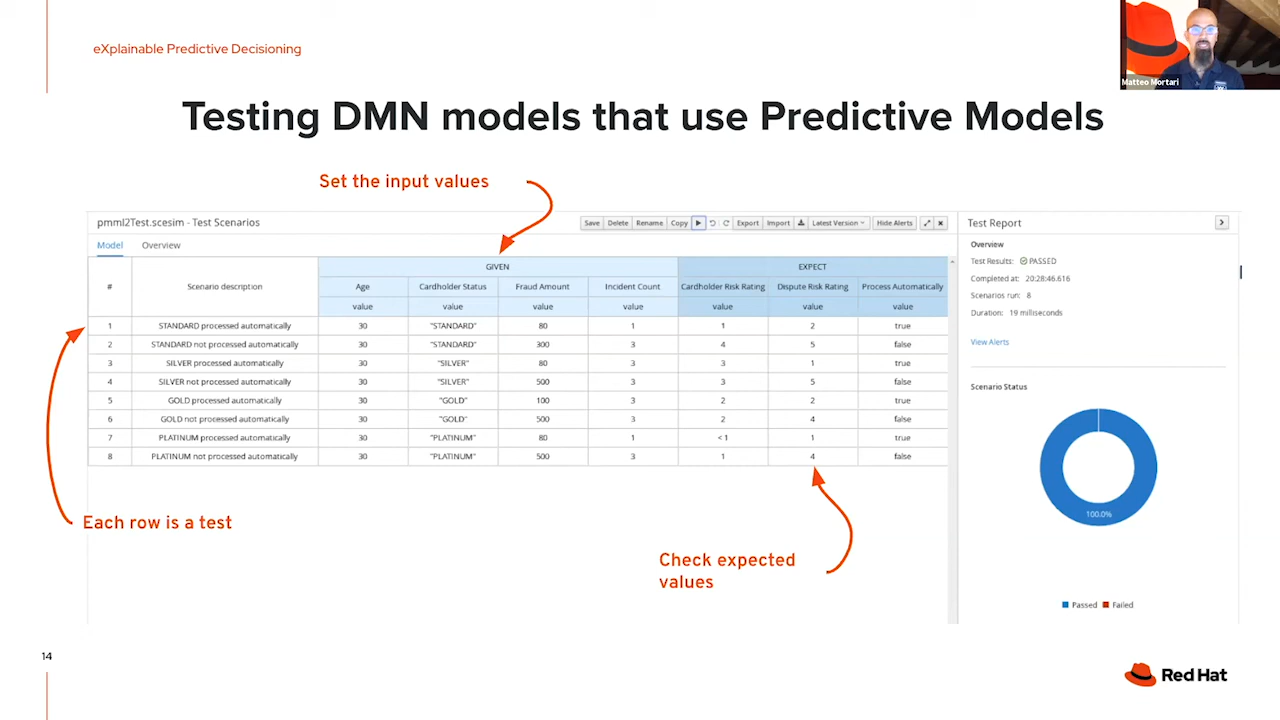 eXplainable Predictive Decisioning
Matteo Mortari
Testing DMN models that use Predictive Models
Set the input values
pmml2Test.scesim - Test Scenarios
Save Delete Rename Copy Export Import Latest Version Hide Alerts
Model Overview
# Scenario description GIVEN EXPECT
Age Cardholder Status Fraud Amount Incident Count Cardholder Risk Rating Dispute Risk Rating Process Automatically
value value value value value value value
1 STANDARD processed automatically 30 "STANDARD" 80 1 1 2 true
2 STANDARD not processed automatically 30 "STANDARD" 300 3 4 5 false
3 SILVER processed automatically 30 "SILVER" 80 3 3 1 true
4 SILVER not processed automatically 30 "SILVER" 500 3 3 5 false
5 GOLD processed automatically 30 "GOLD" 100 3 2 2 true
6 GOLD not processed automatically 30 "GOLD" 500 3 2 4 false
7 PLATINUM processed automatically 30 "PLATINUM" 80 1 < 1 1 true
8 PLATINUM not processed automatically 30 "PLATINUM" 500 3 1 4 false
Test Report
Overview
Test Results: PASSED
Completed at: 20:28:46.616
Scenarios run: 8
Duration: 19 milliseconds
View Alerts
Scenario Status
100.0%
Passed Failed
Each row is a test
Check expected
values
14
Red Hat